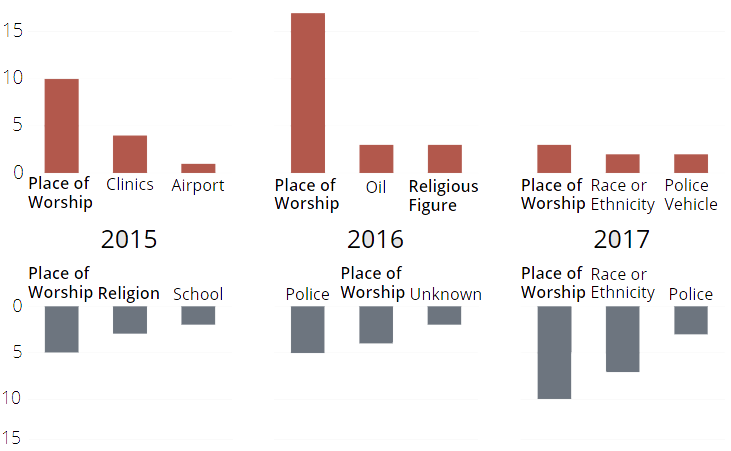 15
10
5
0
Place of
Worship
Clinics
Airport
Place of
Worship
Oil
Religious
Figure
Place of
Worship
Race or
Ethnicity
Police
Vehicle
2015
2016
2017
Place of
Worship
Religion
School
Police
Place of
Worship
Unknown
Place of
Worship
Race or
Ethnicity
Police
0
5
10
15